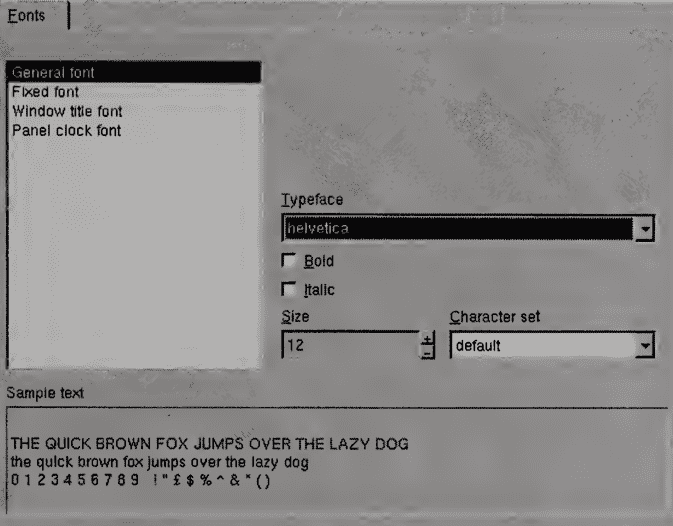 Fonts
General font
Fixed font
Window title font
Panel clock font
Typeface
helvetica
Bold
Italic
Size
Character set
12
default
Sample text
THE QUICK BROWN FOX JUMPS OVER THE LAZY DOG
the quick brown fox jumps over the lazy dog
0 1 2 3 4 5 6 7 8 9 ! " £ $ % ^ & * ( )